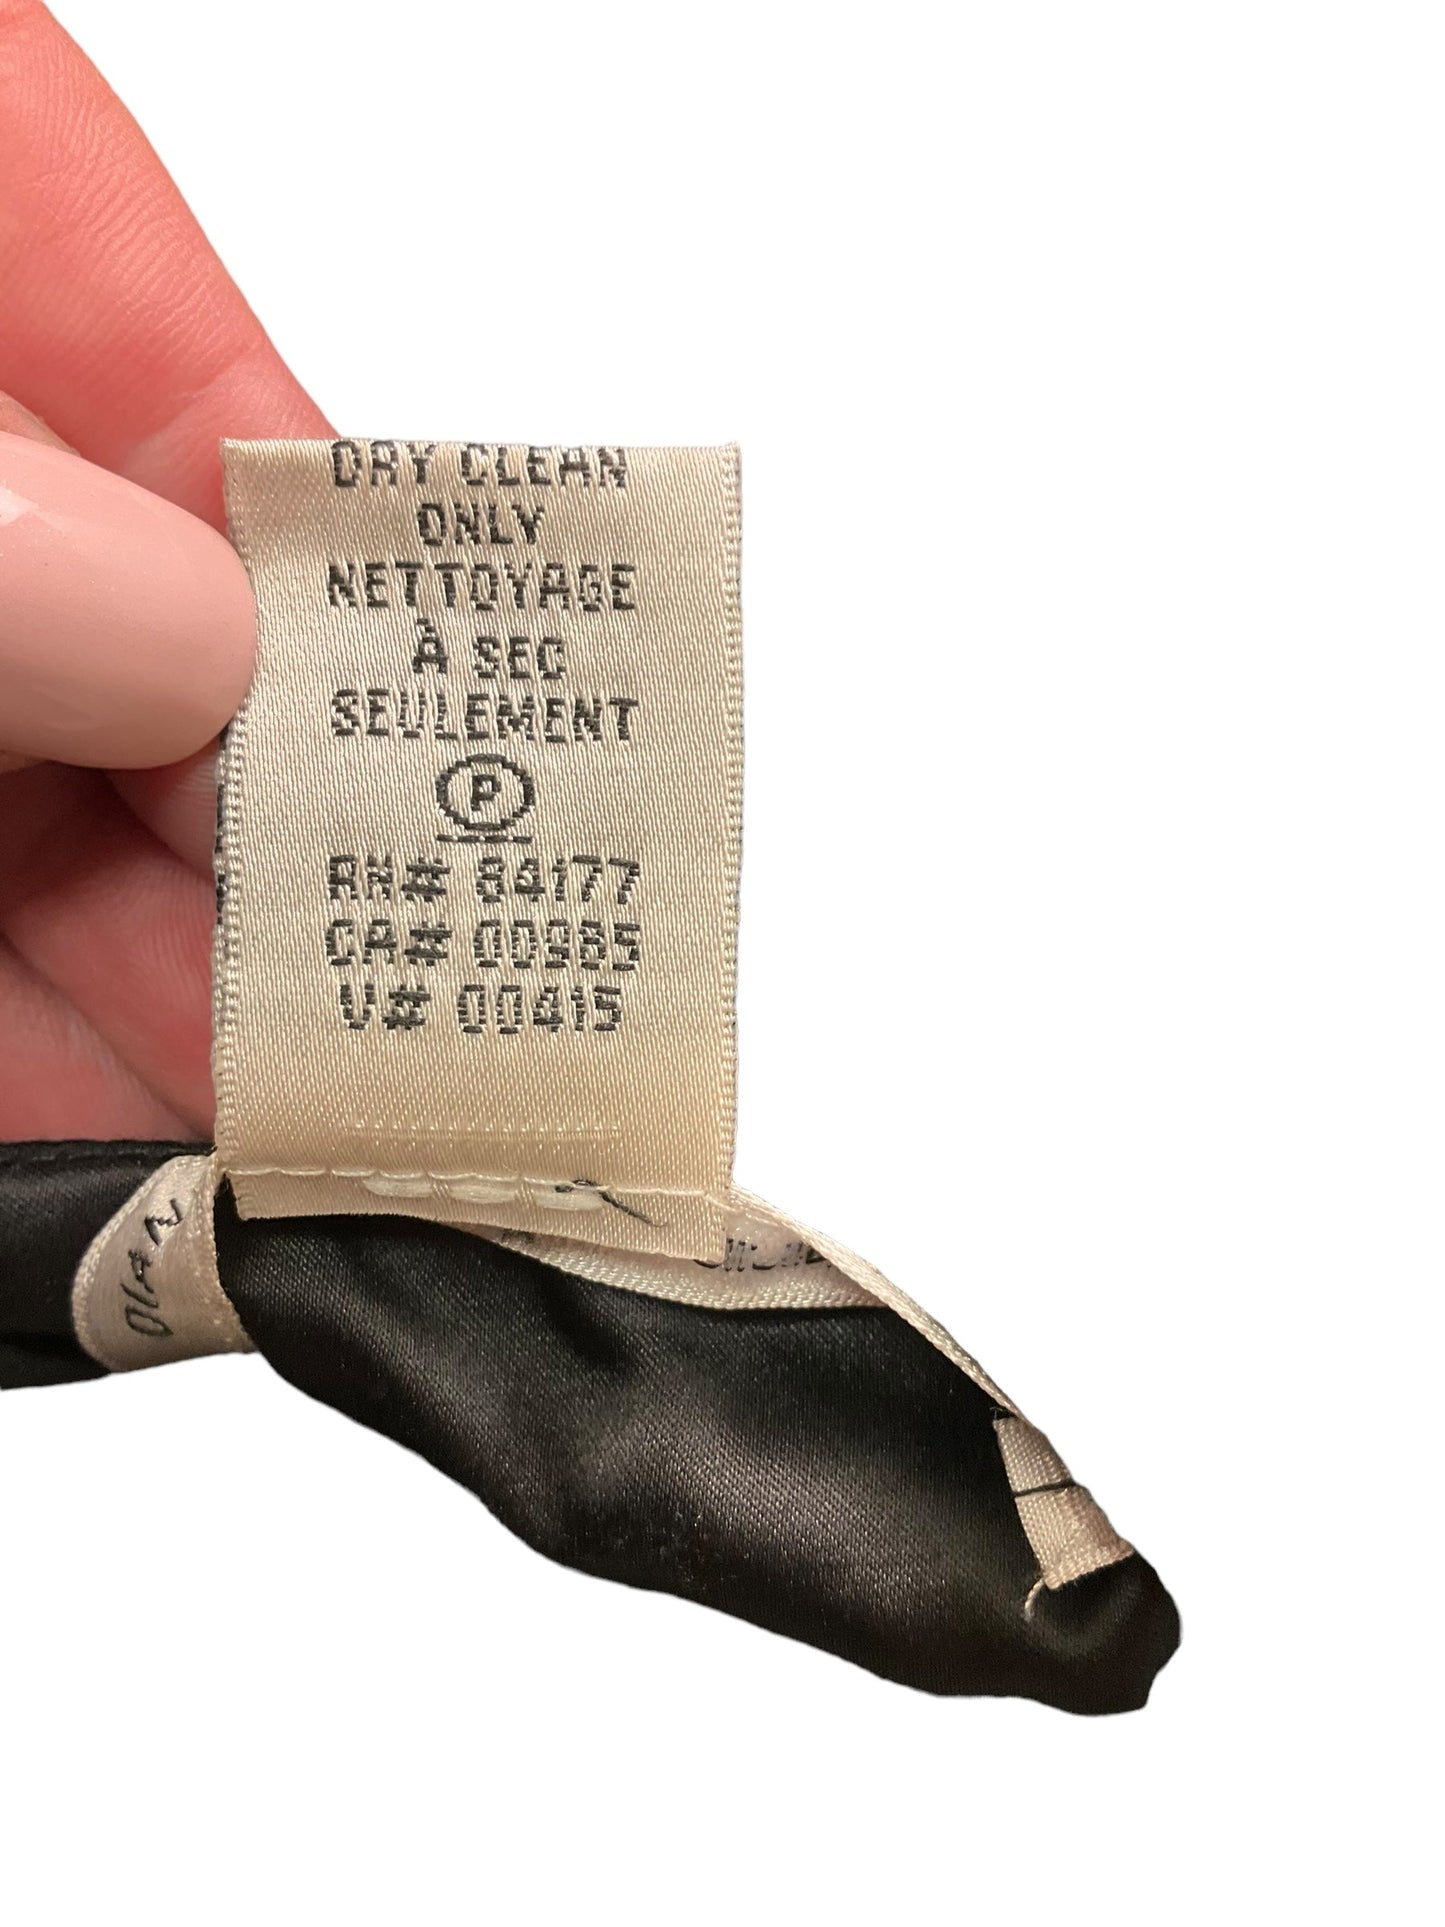 DRY CLEAN
ONLY
NETTOYAGE
À SEC
SEULEMENT
P
RN# 84177
CA# 00985
V# 00415